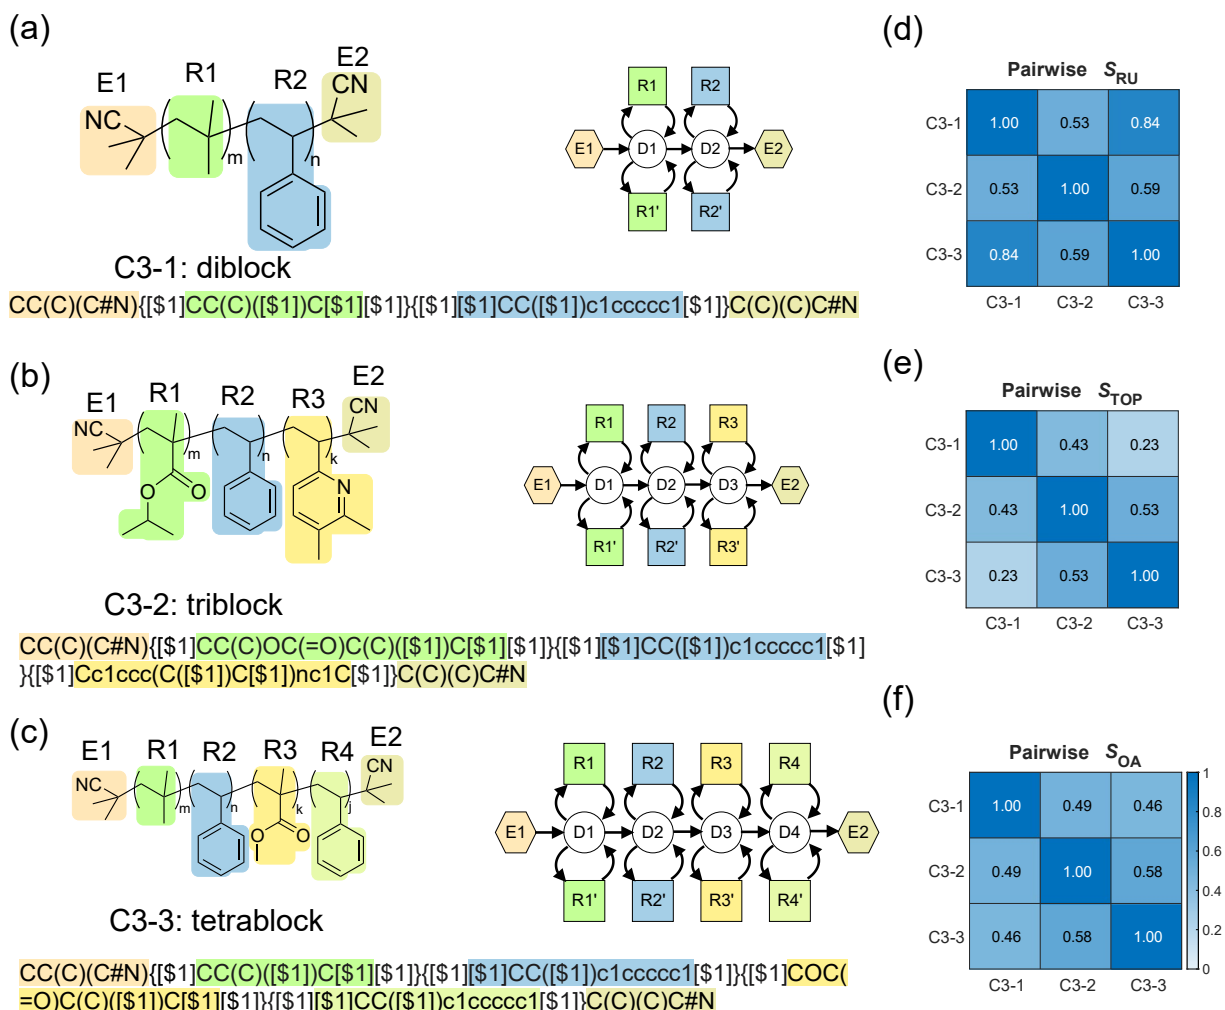 (a)
E1
R1
R2
E2
NC
CN
m
n
R1
R2
E1
D1
D2
E2
R1'
R2'
C3-1: diblock
CC(C)(C#N){[$1]CC(C)([$1])C[$1][$1]}{[$1][$1]CC([$1])c1ccccc1[$1]}C(C)(C)C#N
(b)
E1
R1
R2
R3
E2
NC
CN
m
n
k
O
O
N
R1
R2
R3
E1
D1
D2
D3
E2
R1'
R2'
R3'
C3-2: triblock
CC(C)(C#N){[$1]CC(C)OC(=O)C(C)([$1])C[$1][$1]}{[$1][$1]CC([$1])c1ccccc1[$1]
}{[$1]Cc1ccc(C([$1])C[$1])nc1C[$1]}C(C)(C)C#N
(c)
E1
R1
R2
R3
R4
E2
NC
CN
m
n
k
j
O
O
R1
R2
R3
R4
E1
D1
D2
D3
D4
E2
R1'
R2'
R3'
R4'
C3-3: tetrablock
CC(C)(C#N){[$1]CC(C)([$1])C[$1][$1]}{[$1][$1]CC([$1])c1ccccc1[$1]}{[$1]COC(
=O)C(C)([$1])C[$1][$1]}{[$1][$1]CC([$1])c1ccccc1[$1]}C(C)(C)C#N
(d)
Pairwise S_RU
C3-1 1.00 0.53 0.84
C3-2 0.53 1.00 0.59
C3-3 0.84 0.59 1.00
C3-1 C3-2 C3-3
(e)
Pairwise S_TOP
C3-1 1.00 0.43 0.23
C3-2 0.43 1.00 0.53
C3-3 0.23 0.53 1.00
C3-1 C3-2 C3-3
(f)
Pairwise S_OA
C3-1 1.00 0.49 0.46
C3-2 0.49 1.00 0.58
C3-3 0.46 0.58 1.00
C3-1 C3-2 C3-3
1
0.8
0.6
0.4
0.2
0